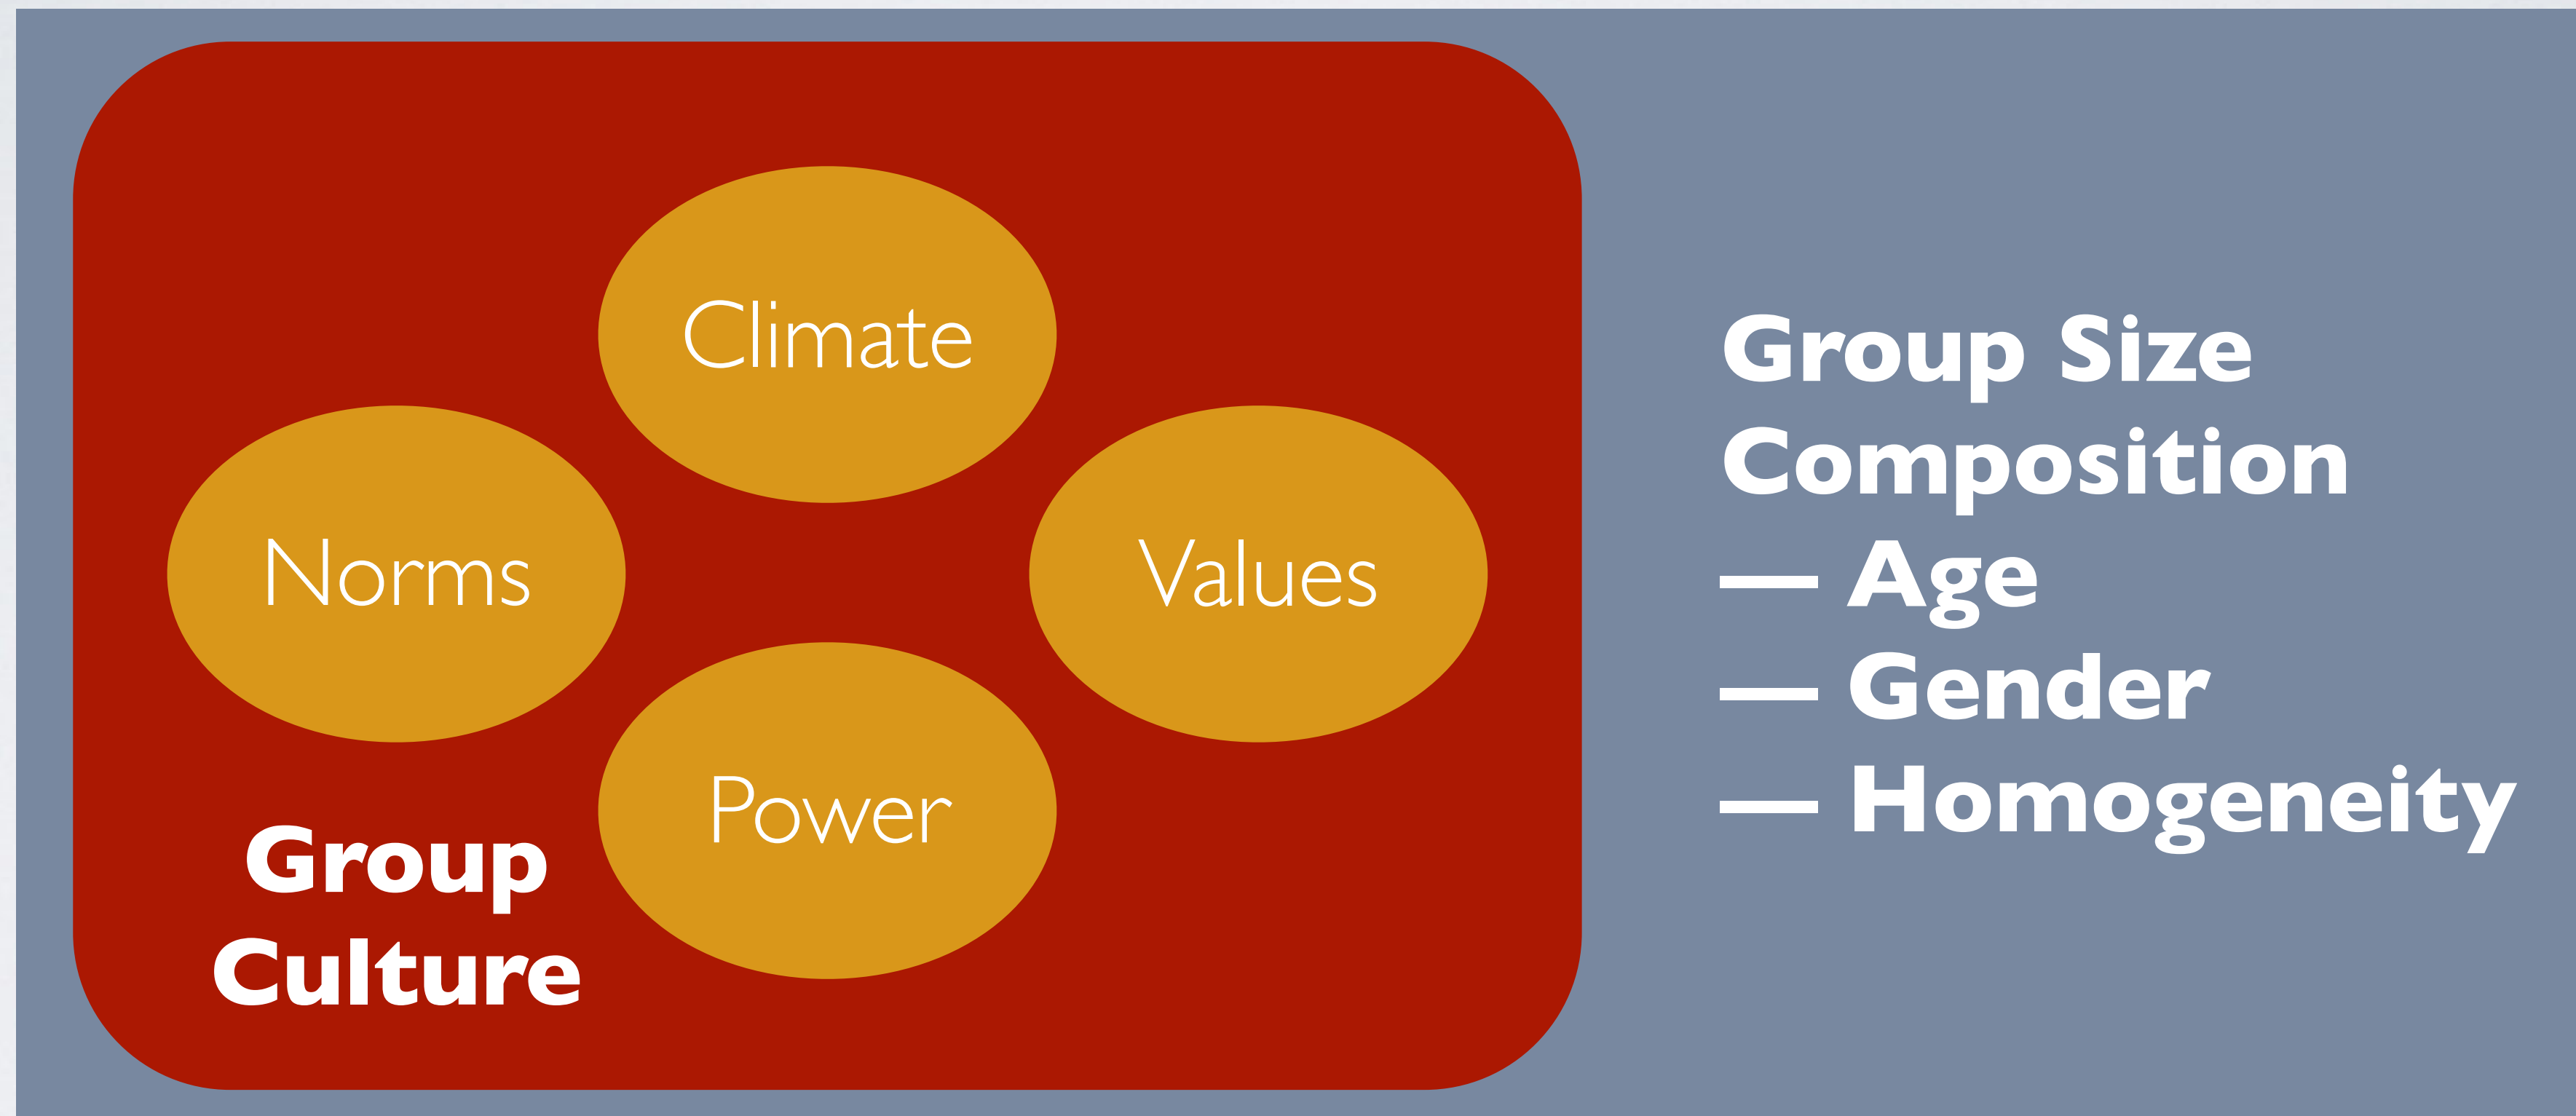 Climate
Norms
Values
Power
Group
Culture
Group Size
Composition
— Age
— Gender
— Homogeneity